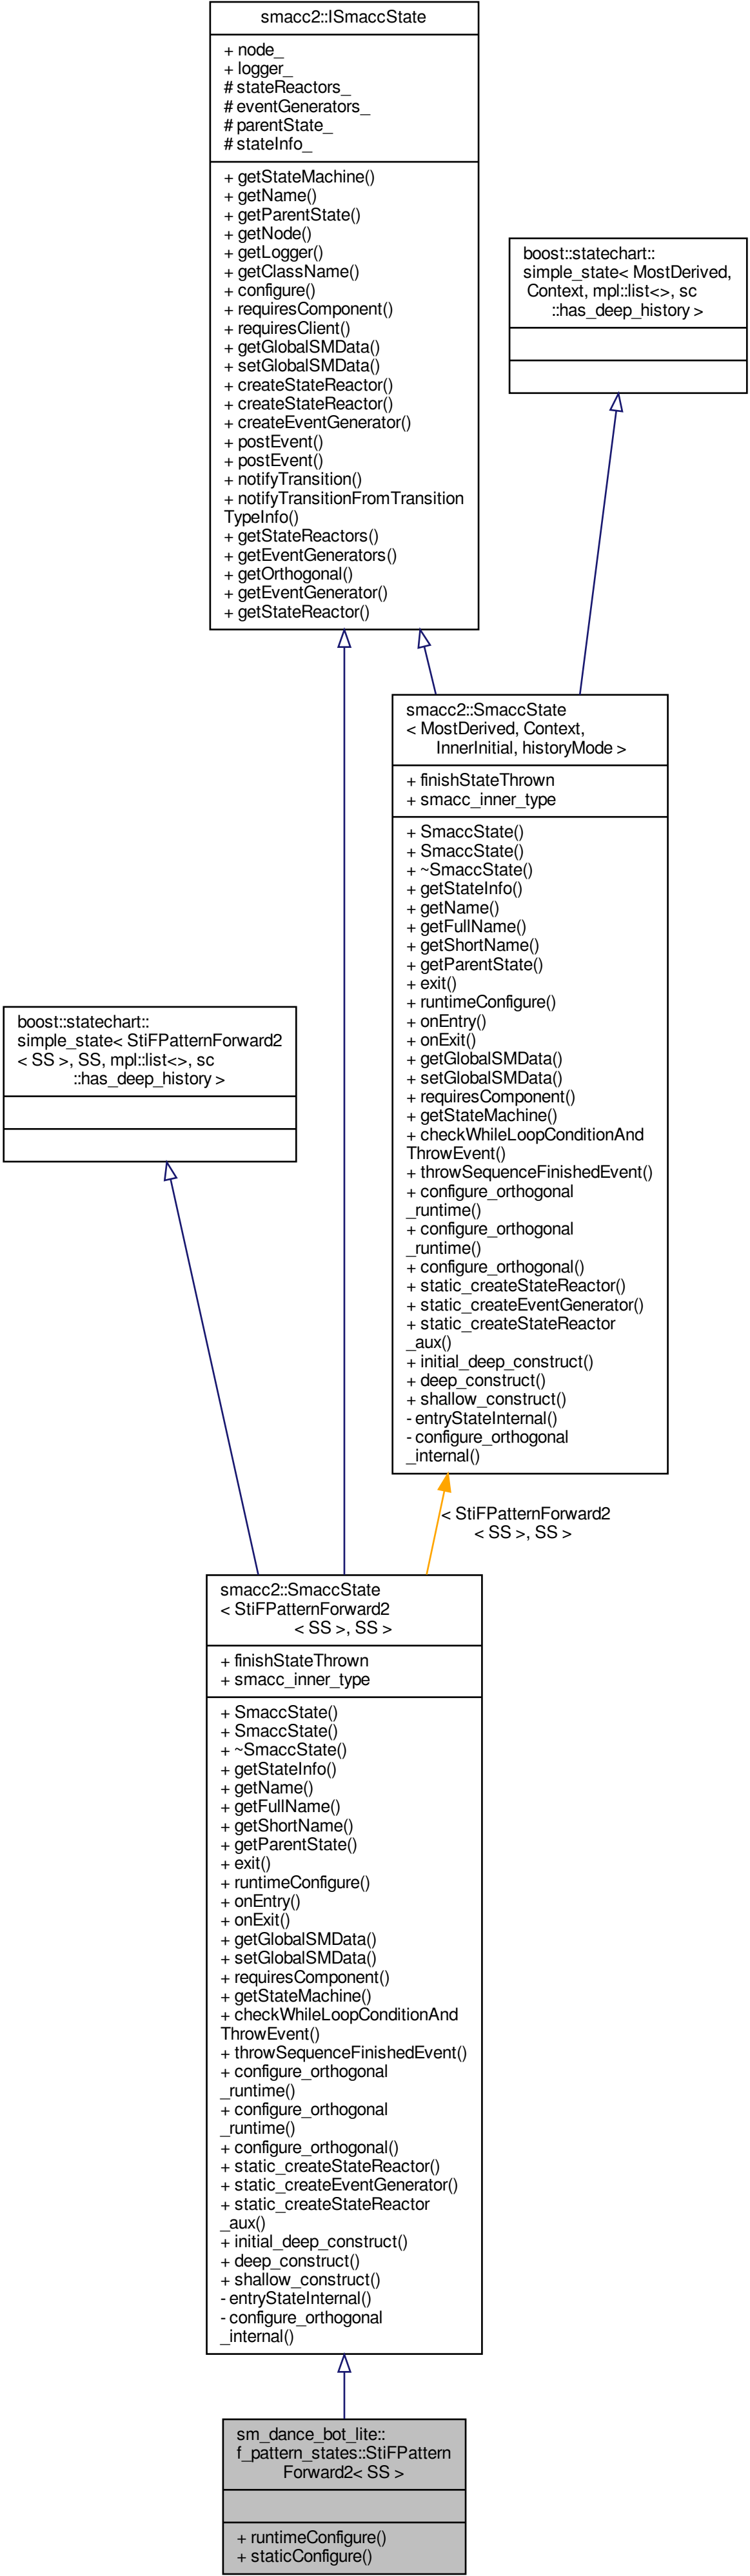 smacc2::ISmaccState
+ node_
+ logger_
# stateReactors_
# eventGenerators_
# parentState_
# stateInfo_
+ getStateMachine()
+ getName()
+ getParentState()
+ getNode()
+ getLogger()
+ getClassName()
+ configure()
+ requiresComponent()
+ requiresClient()
+ getGlobalSMData()
+ setGlobalSMData()
+ createStateReactor()
+ createStateReactor()
+ createEventGenerator()
+ postEvent()
+ postEvent()
+ notifyTransition()
+ notifyTransitionFromTransition
TypeInfo()
+ getStateReactors()
+ getEventGenerators()
+ getOrthogonal()
+ getEventGenerator()
+ getStateReactor()
boost::statechart::
simple_state< MostDerived,
Context, mpl::list<>, sc
::has_deep_history >
smacc2::SmaccState
< MostDerived, Context,
InnerInitial, historyMode >
+ finishStateThrown
+ smacc_inner_type
+ SmaccState()
+ SmaccState()
+ ~SmaccState()
+ getStateInfo()
+ getName()
+ getFullName()
+ getShortName()
+ getParentState()
+ exit()
+ runtimeConfigure()
+ onEntry()
+ onExit()
+ getGlobalSMData()
+ setGlobalSMData()
+ requiresComponent()
+ getStateMachine()
+ checkWhileLoopConditionAnd
ThrowEvent()
+ throwSequenceFinishedEvent()
+ configure_orthogonal
_runtime()
+ configure_orthogonal
_runtime()
+ configure_orthogonal()
+ static_createStateReactor()
+ static_createEventGenerator()
+ static_createStateReactor
_aux()
+ initial_deep_construct()
+ deep_construct()
+ shallow_construct()
- entryStateInternal()
- configure_orthogonal
_internal()
boost::statechart::
simple_state< StiFPatternForward2
< SS >, SS, mpl::list<>, sc
::has_deep_history >
< StiFPatternForward2
< SS >, SS >
smacc2::SmaccState
< StiFPatternForward2
< SS >, SS >
+ finishStateThrown
+ smacc_inner_type
+ SmaccState()
+ SmaccState()
+ ~SmaccState()
+ getStateInfo()
+ getName()
+ getFullName()
+ getShortName()
+ getParentState()
+ exit()
+ runtimeConfigure()
+ onEntry()
+ onExit()
+ getGlobalSMData()
+ setGlobalSMData()
+ requiresComponent()
+ getStateMachine()
+ checkWhileLoopConditionAnd
ThrowEvent()
+ throwSequenceFinishedEvent()
+ configure_orthogonal
_runtime()
+ configure_orthogonal
_runtime()
+ configure_orthogonal()
+ static_createStateReactor()
+ static_createEventGenerator()
+ static_createStateReactor
_aux()
+ initial_deep_construct()
+ deep_construct()
+ shallow_construct()
- entryStateInternal()
- configure_orthogonal
_internal()
sm_dance_bot_lite::
f_pattern_states::StiFPattern
Forward2< SS >
+ runtimeConfigure()
+ staticConfigure()